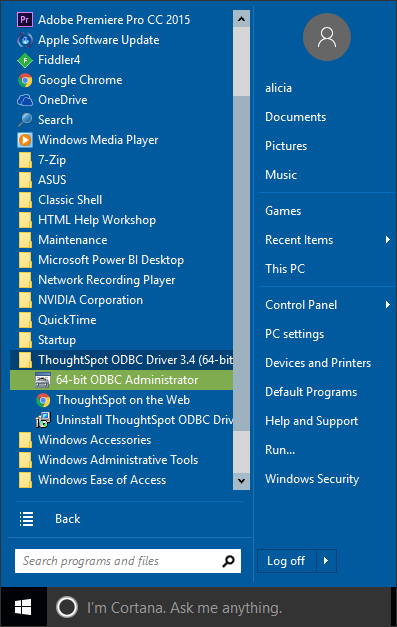 Pr Adobe Premiere Pro CC 2015
Apple Software Update
Fiddler4
Google Chrome
OneDrive
Search
Windows Media Player
7-Zip
ASUS
Classic Shell
HTML Help Workshop
Maintenance
Microsoft Power BI Desktop
Network Recording Player
NVIDIA Corporation
QuickTime
Startup
ThoughtSpot ODBC Driver 3.4 (64-bit
64-bit ODBC Administrator
ThoughtSpot on the Web
Uninstall ThoughtSpot ODBC Driv
Windows Accessories
Windows Administrative Tools
Windows Ease of Access
Back
Search programs and files
alicia
Documents
Pictures
Music
Games
Recent Items
This PC
Control Panel
PC settings
Devices and Printers
Default Programs
Help and Support
Run...
Windows Security
Log off
I'm Cortana. Ask me anything.